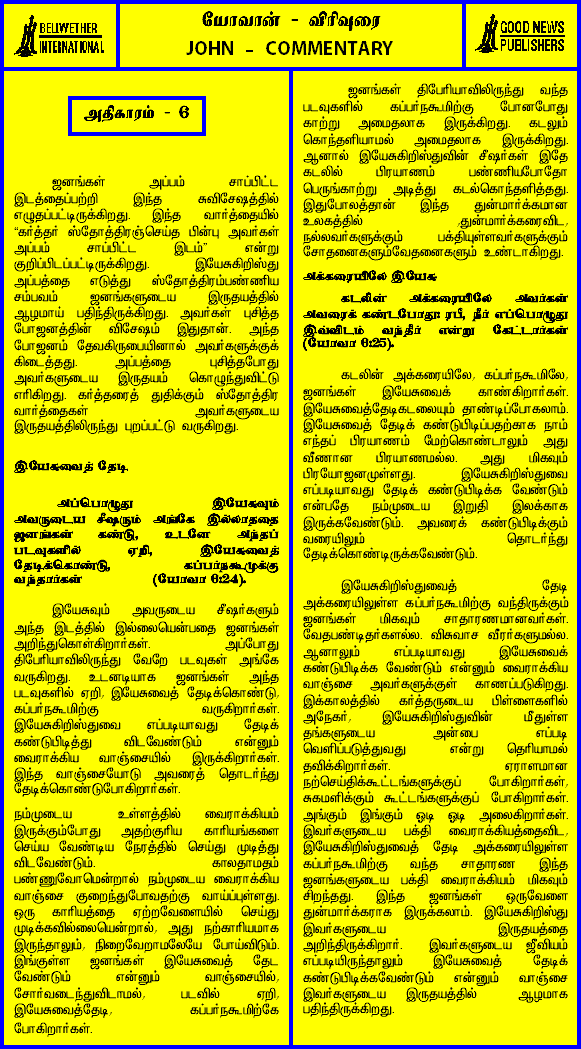 BELWETHER
INTERNATIONAL
யோவான் - விரிவுரை
JOHN - COMMENTARY
GOOD NEWS
PUBLISHERS
அதிகாரம் - 6
ஜனங்கள் அப்பம் சாப்பிட்ட
இடத்தைப்பற்றி இந்த சுவிசேஷத்தில்
எழுதப்பட்டிருக்கிறது. இந்த வார்த்தையில்
“கர்த்தர் ஸ்தோத்திரஞ்செய்த பின்பு அவர்கள்
அப்பம் சாப்பிட்ட இடம்” என்று
குறிப்பிடப்பட்டிருக்கிறது. இயேசுகிறிஸ்து
அப்பத்தை எடுத்து ஸ்தோத்திரம்பண்ணிய
சம்பவம் ஜனங்களுடைய இருதயத்தில்
ஆழமாய் பதிந்திருக்கிறது. அவர்கள் புசித்த
போஜனத்தின் விசேஷம் இதுதான். அந்த
போஜனம் தேவகிருபையினால் அவர்களுக்குக்
கிடைத்தது. அப்பத்தை புசித்தபோது
அவர்களுடைய இருதயம் கொழுந்துவிட்டு
எரிகிறது. கர்த்தரைத் துதிக்கும் ஸ்தோத்திர
வார்த்தைகள் அவர்களுடைய
இருதயத்திலிருந்து புறப்பட்டு வருகிறது.
இயேசுவைத் தேடி
அப்பொழுது இயேசுவும்
அவருடைய சீஷரும் அங்கே இல்லாததை
ஜனங்கள் கண்டு, உடனே அந்தப்
படவுகளில் ஏறி, இயேசுவைத்
தேடிக்கொண்டு, கப்பர்நகூமுக்கு
வந்தார்கள் (யோவா 6:24).
இயேசுவும் அவருடைய சீஷர்களும்
அந்த இடத்தில் இல்லையென்பதை ஜனங்கள்
அறிந்துகொள்கிறார்கள். அப்போது
திபேரியாவிலிருந்து வேறே படவுகள் அங்கே
வருகிறது. உடனடியாக ஜனங்கள் அந்த
படவுகளில் ஏறி, இயேசுவைத் தேடிக்கொண்டு,
கப்பர்நகூமிற்கு வருகிறார்கள்.
இயேசுகிறிஸ்துவை எப்படியாவது தேடிக்
கண்டுபிடித்து விடவேண்டும் என்னும்
வைராக்கிய வாஞ்சையில் இருக்கிறார்கள்.
இந்த வாஞ்சையோடு அவரைத் தொடர்ந்து
தேடிக்கொண்டுபோகிறார்கள்.
நம்முடைய உள்ளத்தில் வைராக்கியம்
இருக்கும்போது அதற்குரிய காரியங்களை
செய்ய வேண்டிய நேரத்தில் செய்து முடித்து
விடவேண்டும். காலதாமதம்
பண்ணுவோமென்றால் நம்முடைய வைராக்கிய
வாஞ்சை குறைந்துபோவதற்கு வாய்ப்புள்ளது.
ஒரு காரியத்தை ஏற்றவேளையில் செய்து
முடிக்கவில்லையென்றால், அது நற்காரியமாக
இருந்தாலும், நிறைவேறாமலேயே போய்விடும்.
இங்குள்ள ஜனங்கள் இயேசுவைத் தேட
வேண்டும் என்னும் வாஞ்சையில்,
சோர்வடைந்துவிடாமல், படவில் ஏறி,
இயேசுவைத்தேடி, கப்பர்நகூமிற்கே
போகிறார்கள்.
ஜனங்கள் திபேரியாவிலிருந்து வந்த
படவுகளில் கப்பர்நகூமிற்கு போனபோது
காற்று அமைதலாக இருக்கிறது. கடலும்
கொந்தளியாமல் அமைதலாக இருக்கிறது.
ஆனால் இயேசுகிறிஸ்துவின் சீஷர்கள் இதே
கடலில் பிரயாணம் பண்ணியபோதோ
பெருங்காற்று அடித்து கடல்கொந்தளித்தது.
இதுபோலத்தான் இந்த துன்மார்க்கமான
உலகத்தில் ,துன்மார்க்கரைவிட,
நல்லவர்களுக்கும் பக்தியுள்ளவர்களுக்கும்
சோதனைகளும்வேதனைகளும் உண்டாகிறது.
அக்கரையிலே இயேசு
கடலின் அக்கரையிலே அவர்கள்
அவரைக் கண்டபோது: ரபீ, நீர் எப்பொழுது
இவ்விடம் வந்தீர் என்று கேட்டார்கள்
(யோவா 6:25).
கடலின் அக்கரையிலே, கப்பர்நகூமிலே,
ஜனங்கள் இயேசுவைக் காண்கிறார்கள்.
இயேசுவைத்தேடிகடலையும் தாண்டிப்போகலாம்.
இயேசுவைத் தேடிக் கண்டுபிடிப்பதற்காக நாம்
எந்தப் பிரயாணம் மேற்கொண்டாலும் அது
வீணான பிரயாணமல்ல. அது மிகவும்
பிரயோஜனமுள்ளது. இயேசுகிறிஸ்துவை
எப்படியாவது தேடிக் கண்டுபிடிக்க வேண்டும்
என்பதே நம்முடைய இறுதி இலக்காக
இருக்கவேண்டும். அவரைக் கண்டுபிடிக்கும்
வரையிலும் தொடர்ந்து
தேடிக்கொண்டிருக்கவேண்டும்.
இயேசுகிறிஸ்துவைத் தேடி
அக்கரையிலுள்ள கப்பர்நகூமிற்கு வந்திருக்கும்
ஜனங்கள் மிகவும் சாதாரணமானவர்கள்.
வேதபண்டிதர்களல்ல. விசுவாச வீரர்களுமல்ல.
ஆனாலும் எப்படியாவது இயேசுவைக்
கண்டுபிடிக்க வேண்டும் என்னும் வைராக்கிய
வாஞ்சை அவர்களுக்குள் காணப்படுகிறது.
இக்காலத்தில் கர்த்தருடைய பிள்ளைகளில்
அநேகர், இயேசுகிறிஸ்துவின் மீதுள்ள
தங்களுடைய அன்பை எப்படி
வெளிப்படுத்துவது என்று தெரியாமல்
தவிக்கிறார்கள். ஏராளமான
நற்செய்திக்கூட்டங்களுக்குப் போகிறார்கள்,
சுகமளிக்கும் கூட்டங்களுக்குப் போகிறார்கள்.
அங்கும் இங்கும் ஓடி ஓடி அலைகிறார்கள்.
இவர்களுடைய பக்தி வைராக்கியத்தைவிட,
இயேசுகிறிஸ்துவைத் தேடி அக்கரையிலுள்ள
கப்பர்நகூமிற்கு வந்த சாதாரண இந்த
ஜனங்களுடைய பக்தி வைராக்கியம் மிகவும்
சிறந்தது. இந்த ஜனங்கள் ஒருவேளை
துன்மார்க்கராக இருக்கலாம். இயேசுகிறிஸ்து
இவர்களுடைய இருதயத்தை
அறிந்திருக்கிறார். இவர்களுடைய ஜீவியம்
எப்படியிருந்தாலும் இயேசுவைத் தேடிக்
கண்டுபிடிக்கவேண்டும் என்னும் வாஞ்சை
இவர்களுடைய இருதயத்தில் ஆழமாக
பதிந்திருக்கிறது.